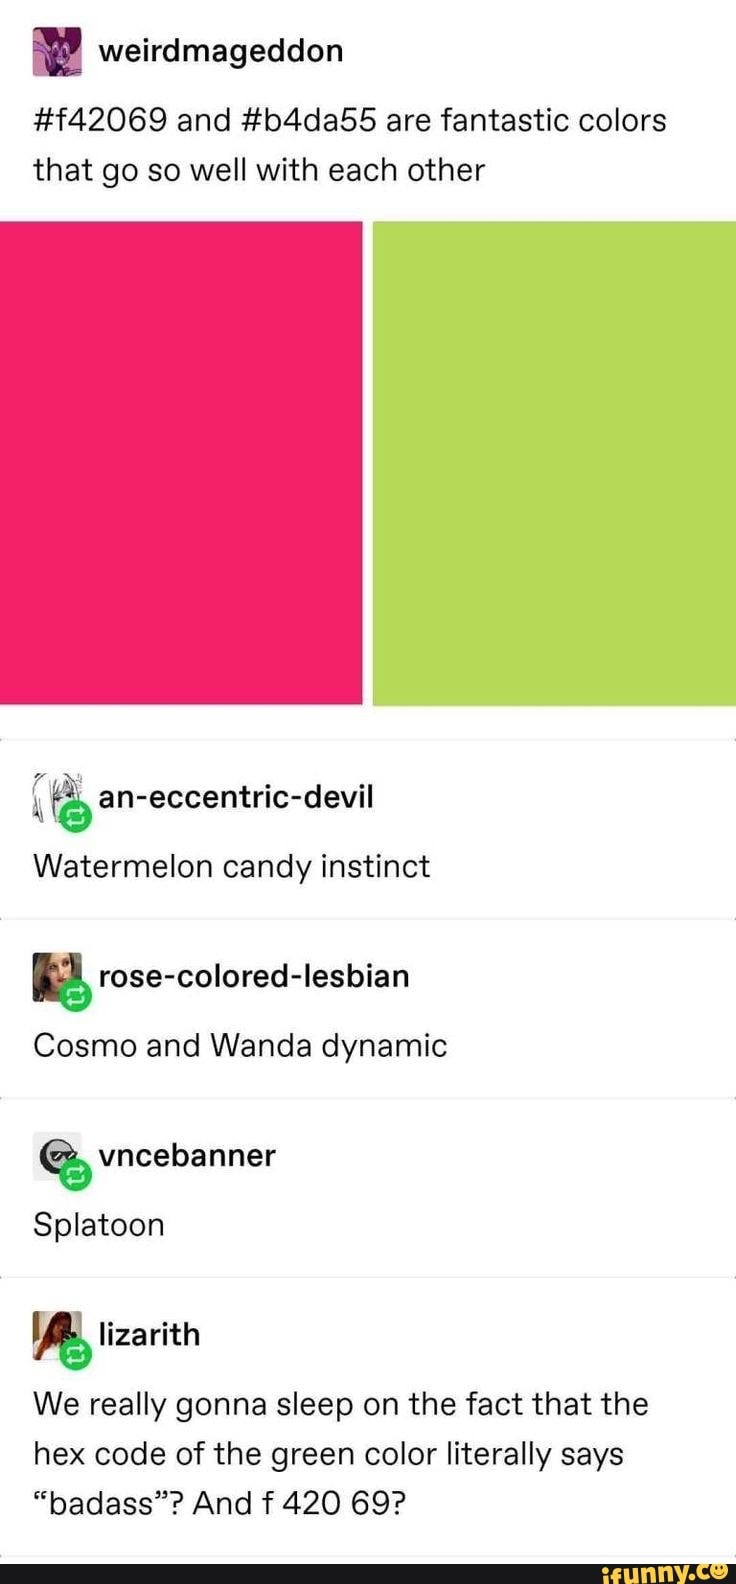 weirdmageddon
#f42069 and #b4da55 are fantastic colors
that go so well with each other
an-eccentric-devil
Watermelon candy instinct
rose-colored-lesbian
Cosmo and Wanda dynamic
vncebanner
Splatoon
lizarith
We really gonna sleep on the fact that the
hex code of the green color literally says
“badass”? And f 420 69?
ifunny.co